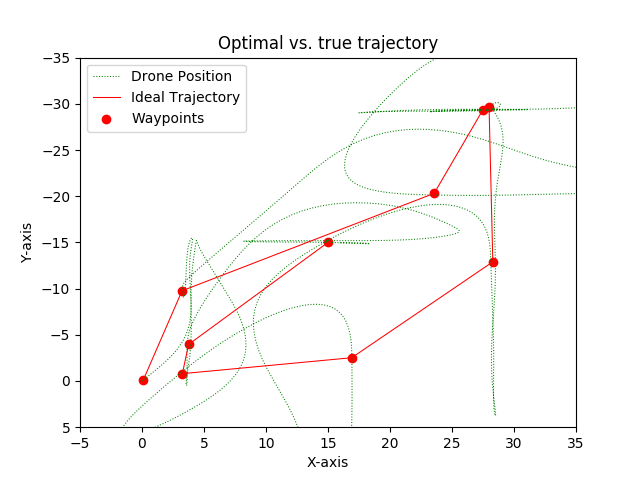 Optimal vs. true trajectory
Drone Position
Ideal Trajectory
Waypoints
Y-axis
−35
−30
−25
−20
−15
−10
−5
0
5
−5 0 5 10 15 20 25 30 35
X-axis